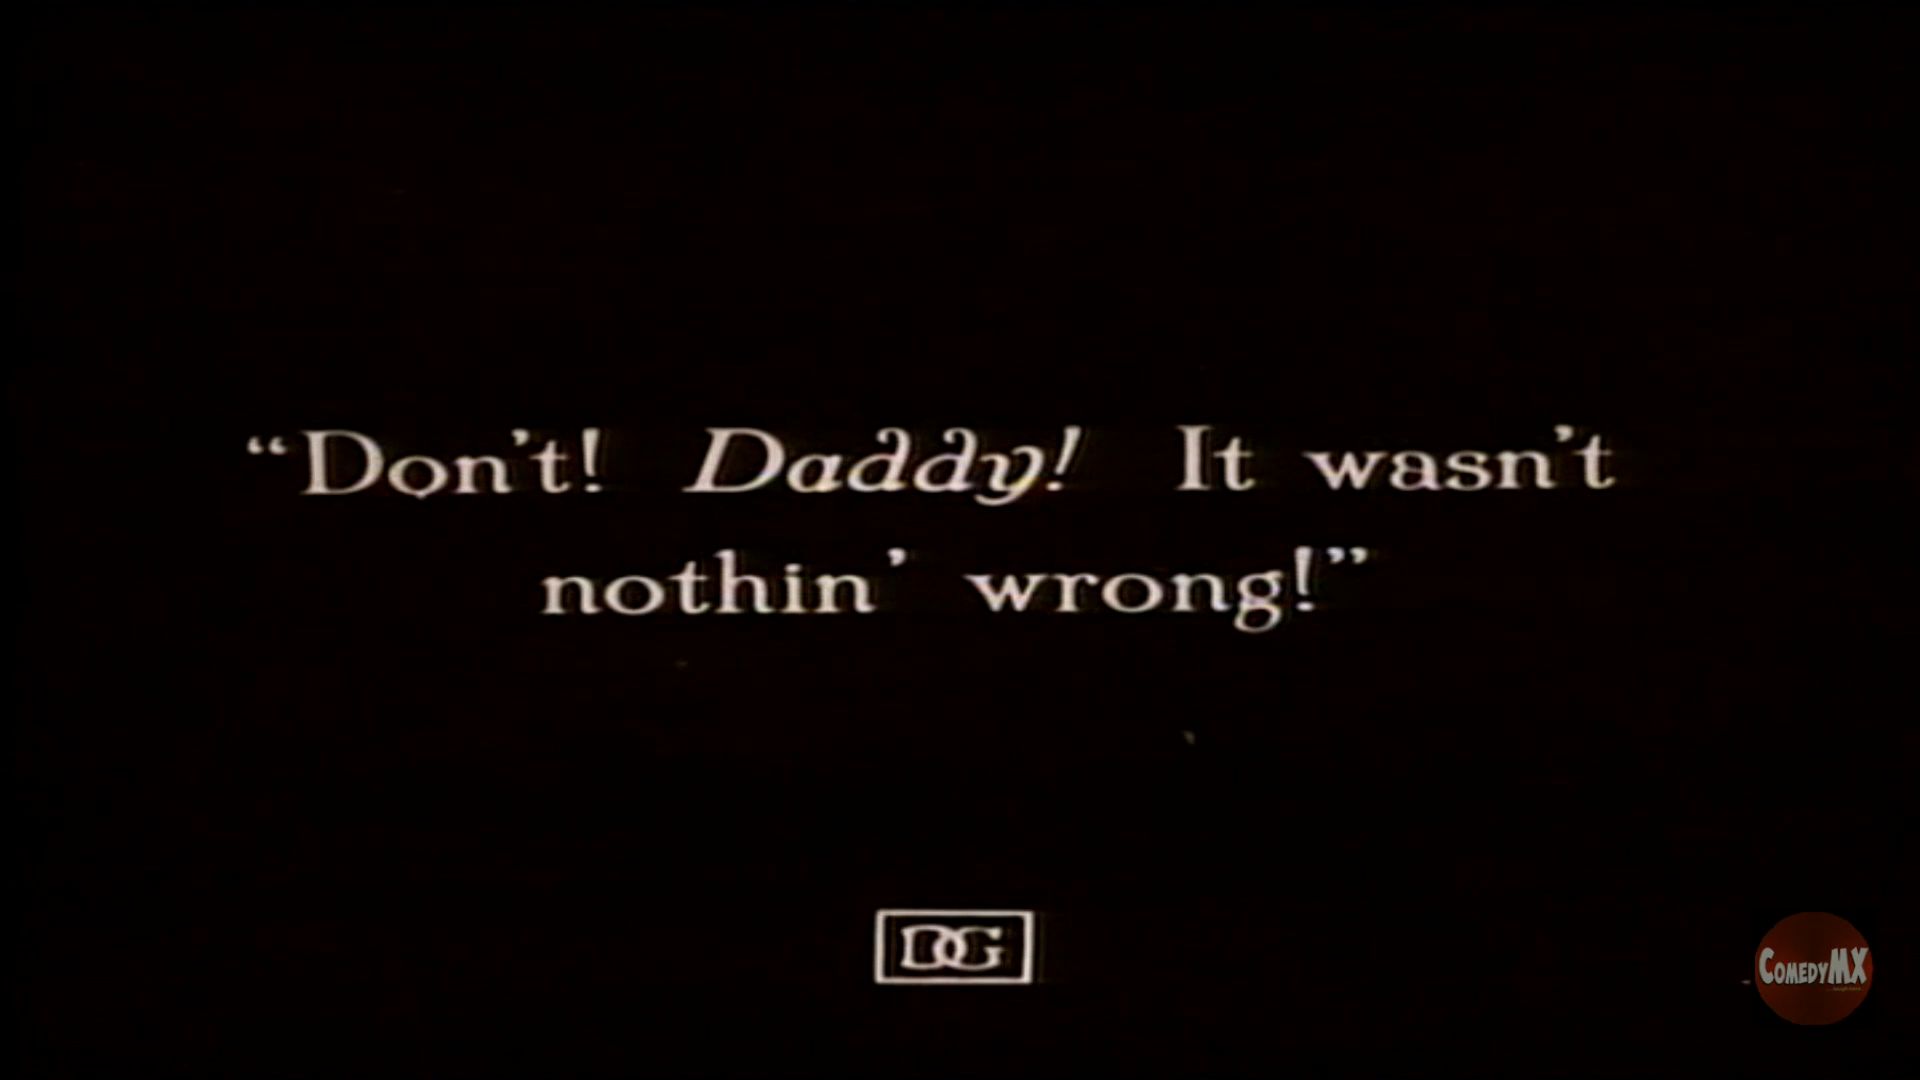 “Don’t! Daddy! It wasn’t
nothin’ wrong!”
DG
COMEDYMX